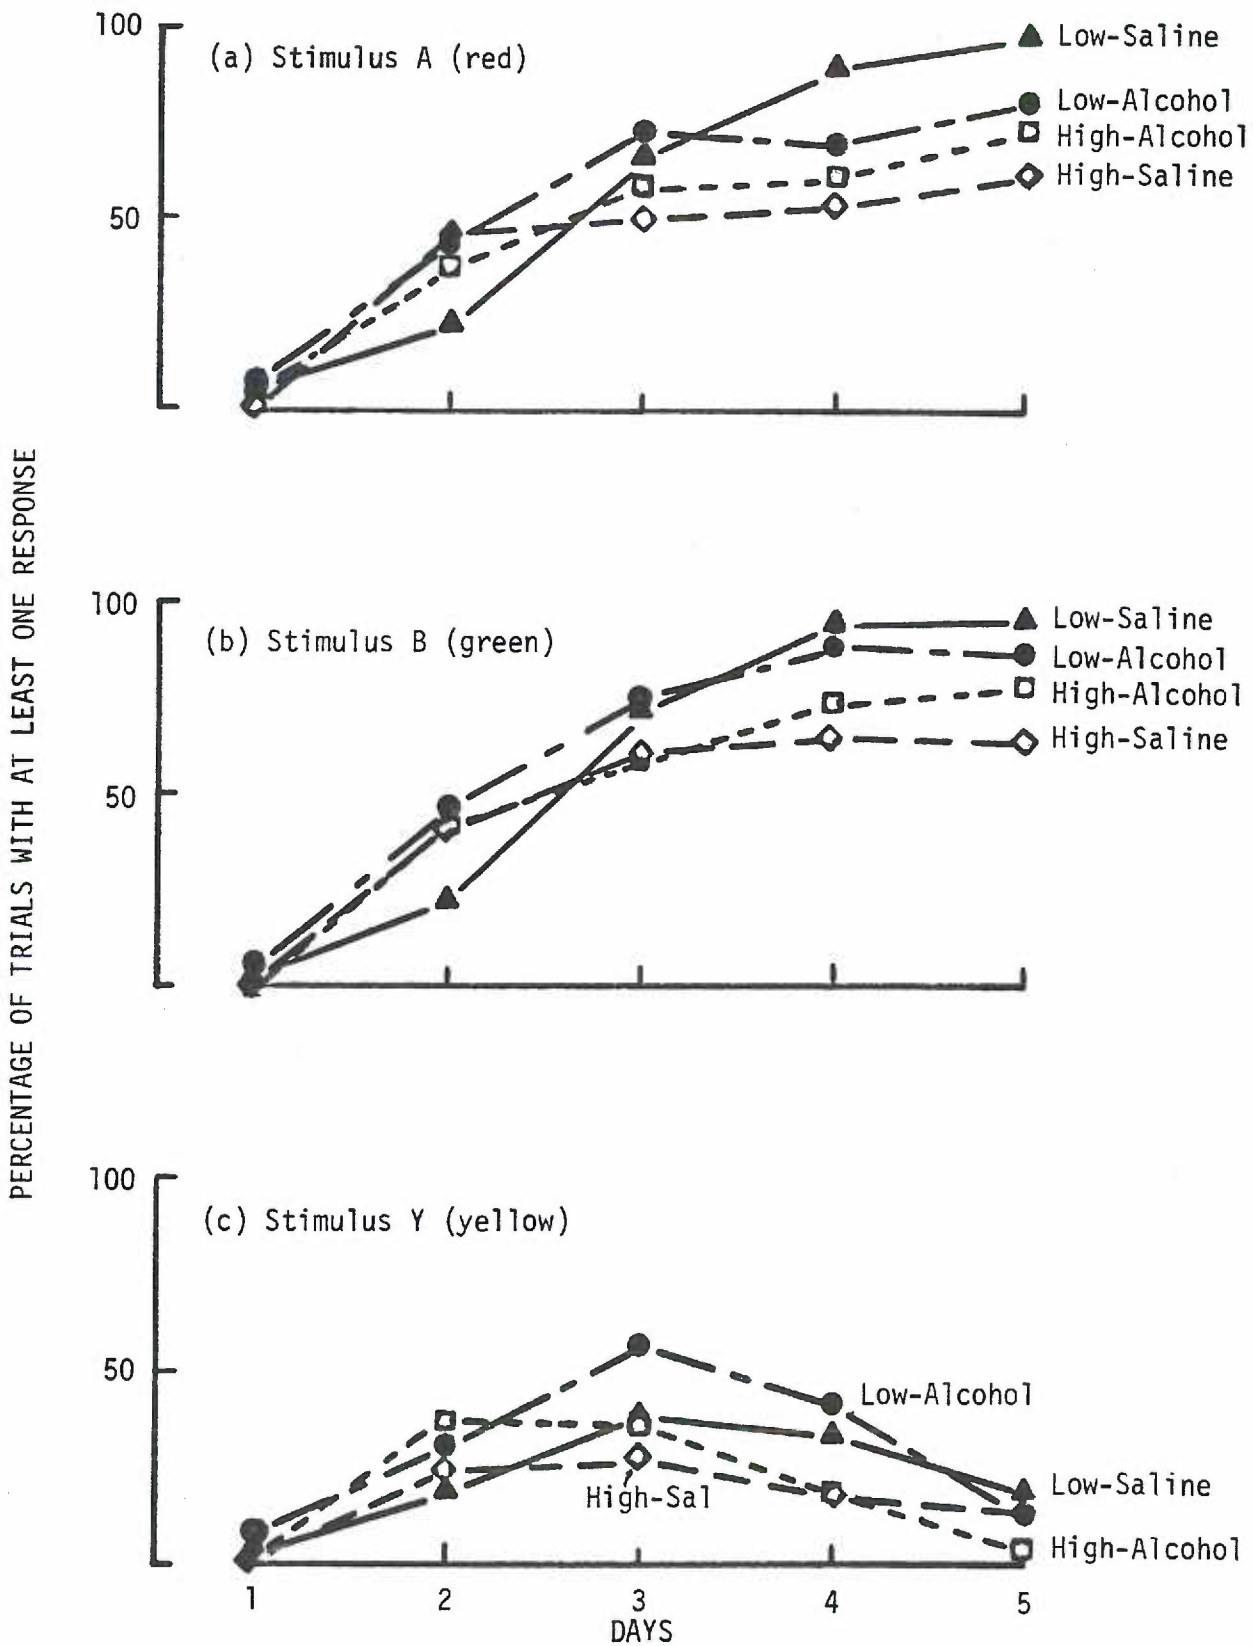 100
(a) Stimulus A (red)
Low-Saline
Low-Alcohol
High-Alcohol
High-Saline
50
PERCENTAGE OF TRIALS WITH AT LEAST ONE RESPONSE
100
(b) Stimulus B (green)
Low-Saline
Low-Alcohol
High-Alcohol
High-Saline
50
100
(c) Stimulus Y (yellow)
50
Low-Alcohol
High-Sal
Low-Saline
High-Alcohol
1 2 3 4 5
DAYS